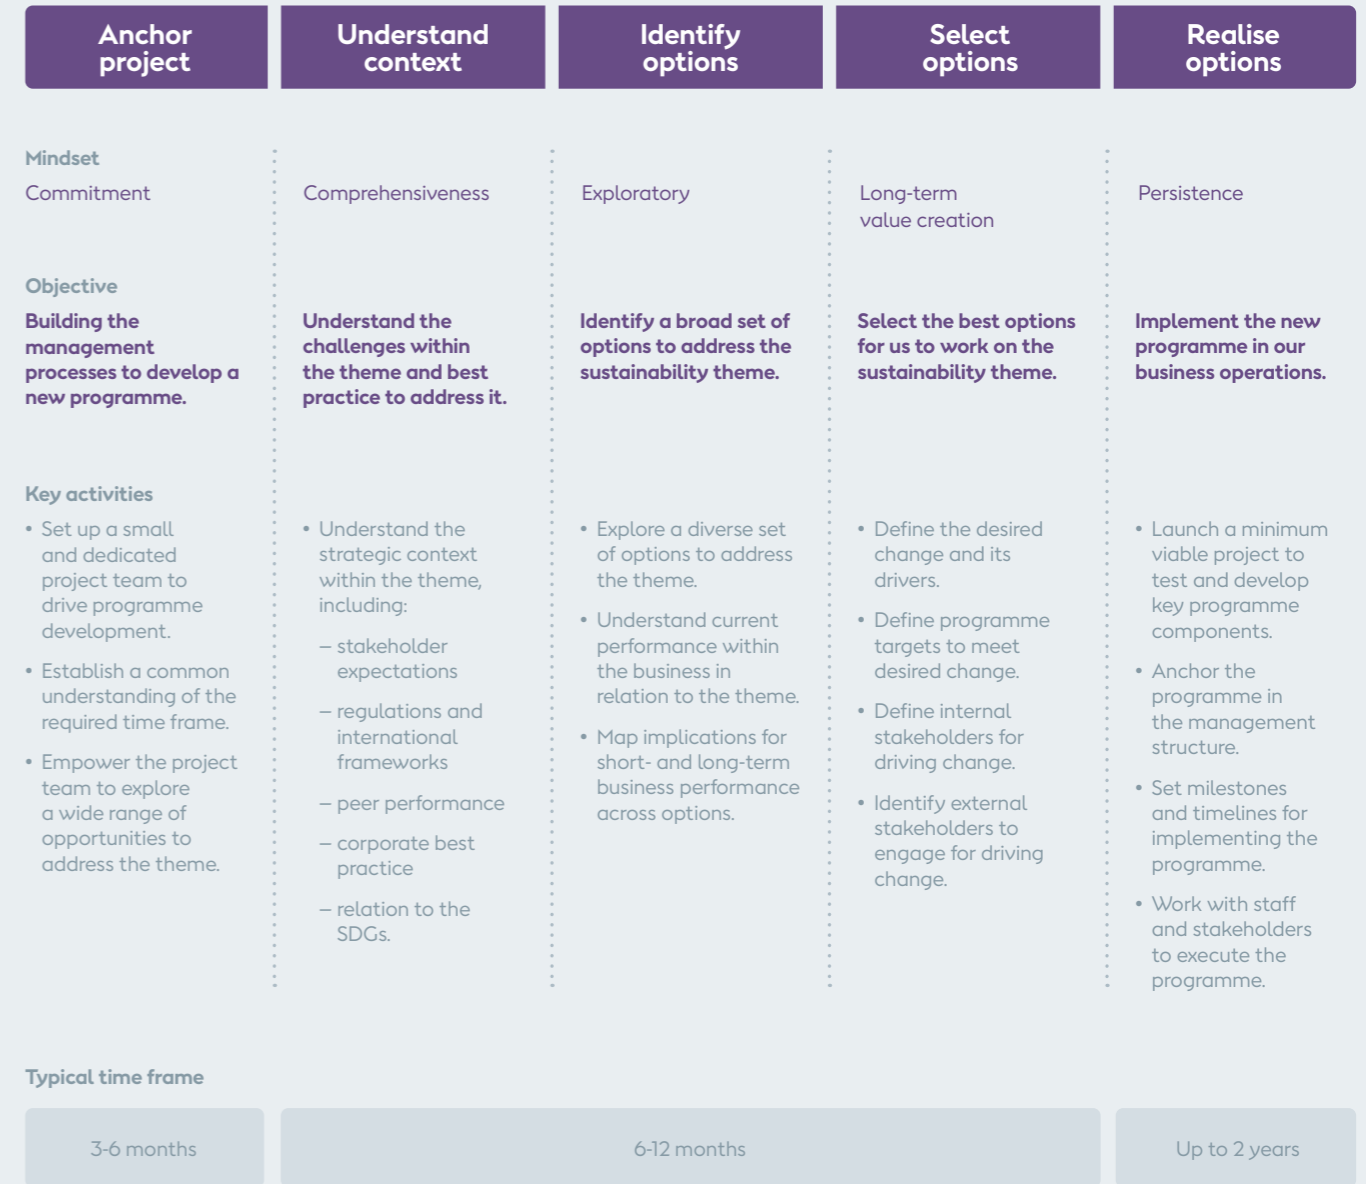 Anchor
project
Understand
context
Identify
options
Select
options
Realise
options
Mindset
Commitment
Comprehensiveness
Exploratory
Long-term
value creation
Persistence
Objective
Building the
management
processes to develop a
new programme.
Understand the
challenges within
the theme and best
practice to address it.
Identify a broad set of
options to address the
sustainability theme.
Select the best options
for us to work on the
sustainability theme.
Implement the new
programme in our
business operations.
Key activities
• Set up a small
and dedicated
project team to
drive programme
development.
• Establish a common
understanding of the
required time frame.
• Empower the project
team to explore
a wide range of
opportunities to
address the theme.
• Understand the
strategic context
within the theme,
including:
– stakeholder
expectations
– regulations and
international
frameworks
– peer performance
– corporate best
practice
– relation to the
SDGs.
• Explore a diverse set
of options to address
the theme.
• Understand current
performance within
the business in
relation to the theme.
• Map implications for
short- and long-term
business performance
across options.
• Define the desired
change and its
drivers.
• Define programme
targets to meet
desired change.
• Define internal
stakeholders for
driving change.
• Identify external
stakeholders to
engage for driving
change.
• Launch a minimum
viable project to
test and develop
key programme
components.
• Anchor the
programme in
the management
structure.
• Set milestones
and timelines for
implementing the
programme.
• Work with staff
and stakeholders
to execute the
programme.
Typical time frame
3-6 months
6-12 months
Up to 2 years